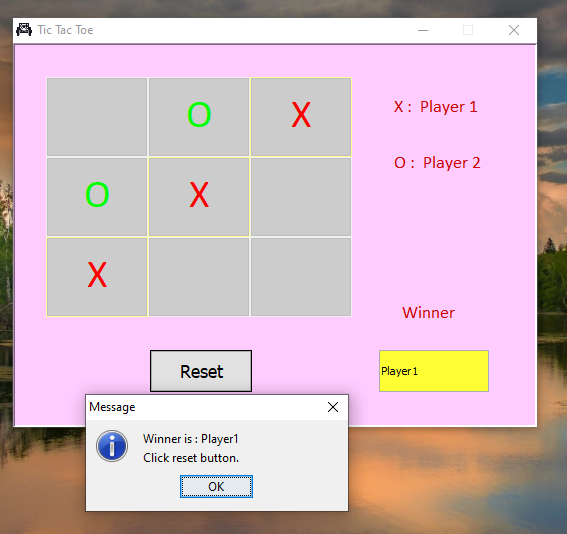 Tic Tac Toe
O X
X : Player 1
O X
O : Player 2
X
Winner
Reset
Player1
Message
Winner is : Player1
Click reset button.
OK